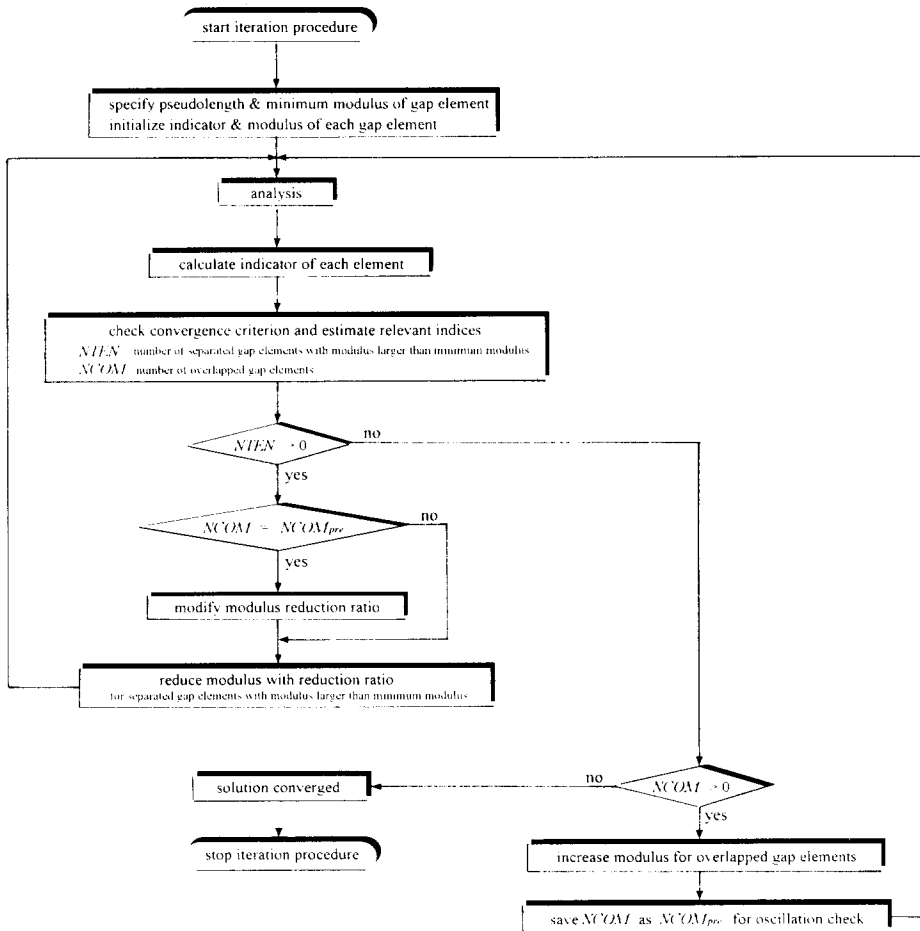 start iteration procedure
specify pseudolength & minimum modulus of gap element
initialize indicator & modulus of each gap element
analysis
calculate indicator of each element
check convergence criterion and estimate relevant indices
NTEN number of separated gap elements with modulus larger than minimum modulus
NCOM number of overlapped gap elements
NTEN > 0
no
yes
NCOM = NCOMpre
no
yes
modify modulus reduction ratio
reduce modulus with reduction ratio
for separated gap elements with modulus larger than minimum modulus
NCOM > 0
no
yes
solution converged
stop iteration procedure
increase modulus for overlapped gap elements
save NCOM as NCOMpre for oscillation check